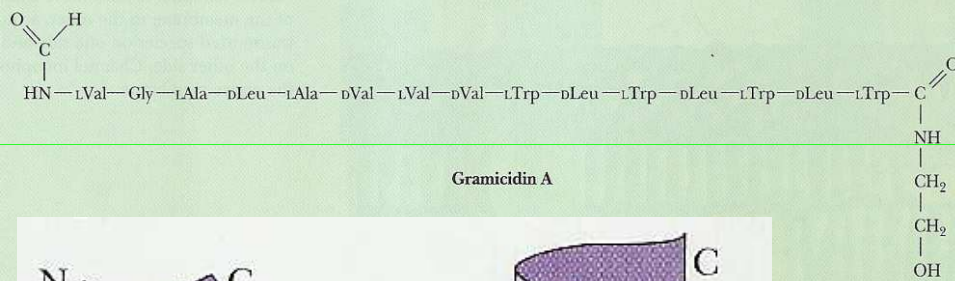 O H
C
HN—LVal—Gly—LAla—DLeu—LAla—DVal—LVal—DVal—LTrp—DLeu—LTrp—DLeu—LTrp—DLeu—LTrp—C
O
NH
Gramicidin A
CH₂
CH₂
OH
N C
C